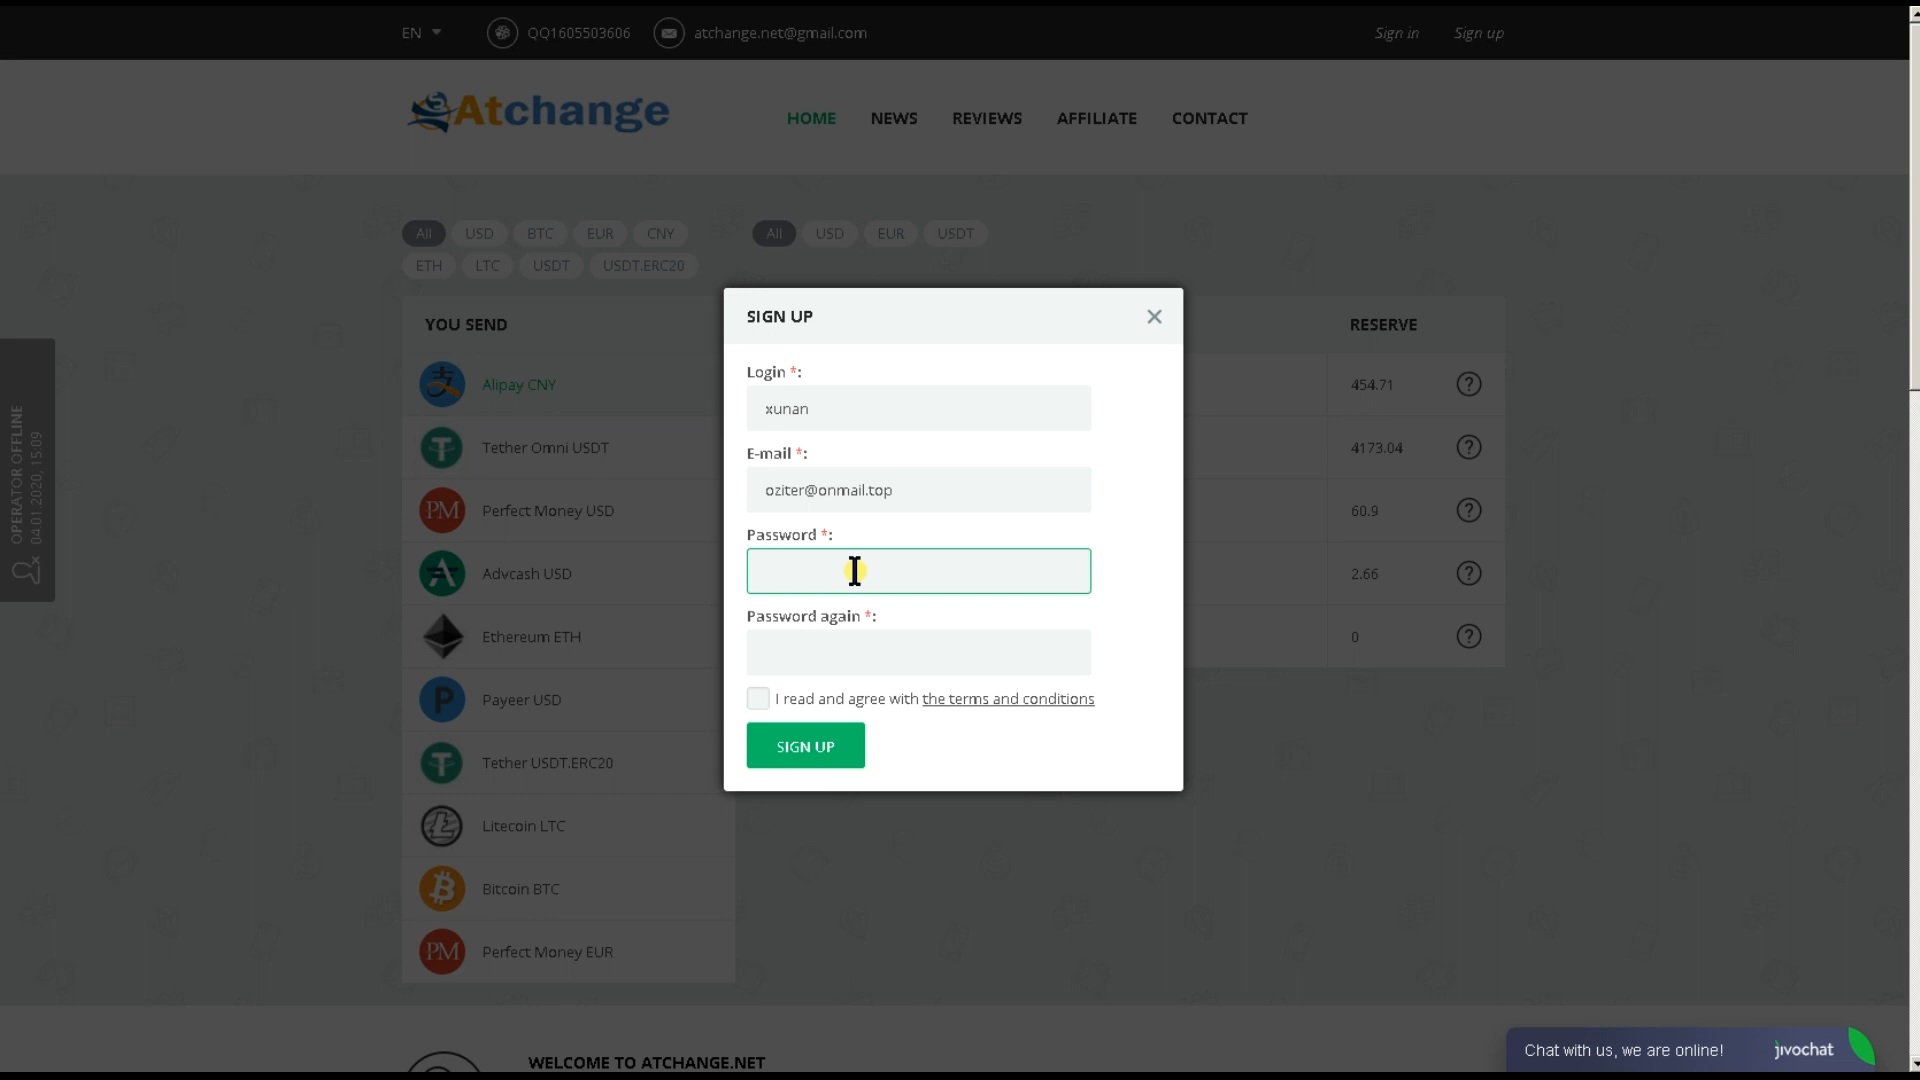 EN
QQ1605503606
atchange.net@gmail.com
Sign in
Sign up
Atchange
HOME
NEWS
REVIEWS
AFFILIATE
CONTACT
All
USD
BTC
EUR
CNY
All
USD
EUR
USDT
ETH
LTC
USDT
USDT.ERC20
YOU SEND
RESERVE
Alipay CNY
454.71
Tether Omni USDT
4173.04
PM
Perfect Money USD
60.9
Advcash USD
2.66
Ethereum ETH
0
Payeer USD
Tether USDT.ERC20
Litecoin LTC
Bitcoin BTC
PM
Perfect Money EUR
OPERATOR OFFLINE
04.01.2020, 15:09
SIGN UP
Login *:
xunan
E-mail *:
oziter@onmail.top
Password *:
Password again *:
I read and agree with the terms and conditions
SIGN UP
WELCOME TO ATCHANGE.NET
Chat with us, we are online!
jivochat